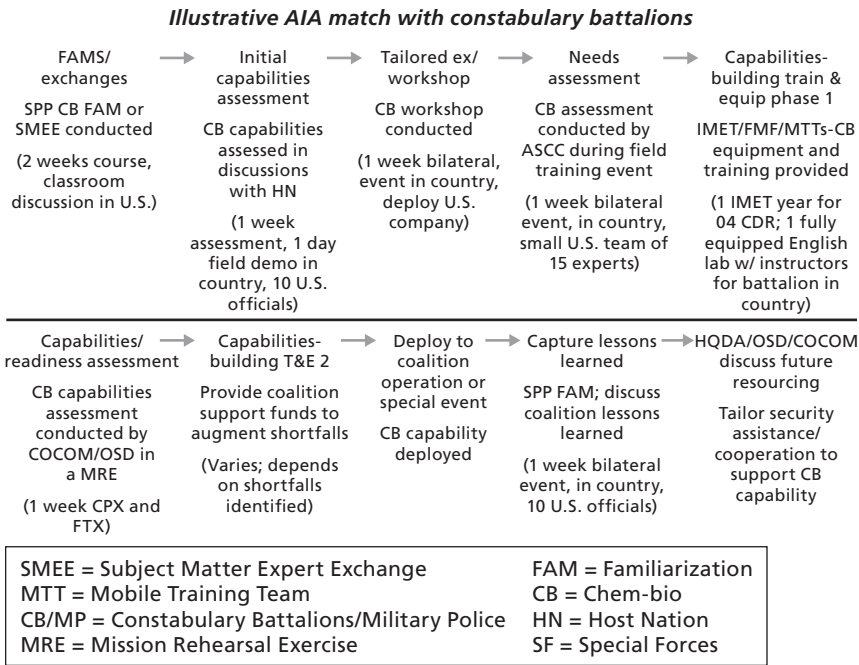 Illustrative AIA match with constabulary battalions
FAMS/
exchanges
SPP CB FAM or
SMEE conducted
(2 weeks course,
classroom
discussion in U.S.)
Initial
capabilities
assessment
CB capabilities
assessed in
discussions
with HN
(1 week
assessment, 1 day
field demo in
country, 10 U.S.
officials)
Tailored ex/
workshop
CB workshop
conducted
(1 week bilateral,
event in country,
deploy U.S.
company)
Needs
assessment
CB assessment
conducted by
ASCC during field
training event
(1 week bilateral
event, in country,
small U.S. team of
15 experts)
Capabilities-
building train &
equip phase 1
IMET/FMF/MTTs-CB
equipment and
training provided
(1 IMET year for
04 CDR; 1 fully
equipped English
lab w/ instructors
for battalion in
country)
Capabilities/
readiness assessment
CB capabilities
assessment
conducted by
COCOM/OSD in
a MRE
(1 week CPX and
FTX)
Capabilities-
building T&E 2
Provide coalition
support funds to
augment shortfalls
(Varies; depends
on shortfalls
identified)
Deploy to
coalition
operation or
special event
CB capability
deployed
Capture lessons
learned
SPP FAM; discuss
coalition lessons
learned
(1 week bilateral
event, in country,
10 U.S. officials)
HQDA/OSD/COCOM
discuss future
resourcing
Tailor security
assistance/
cooperation to
support CB
capability
SMEE = Subject Matter Expert Exchange
MTT = Mobile Training Team
CB/MP = Constabulary Battalions/Military Police
MRE = Mission Rehearsal Exercise
FAM = Familiarization
CB = Chem-bio
HN = Host Nation
SF = Special Forces